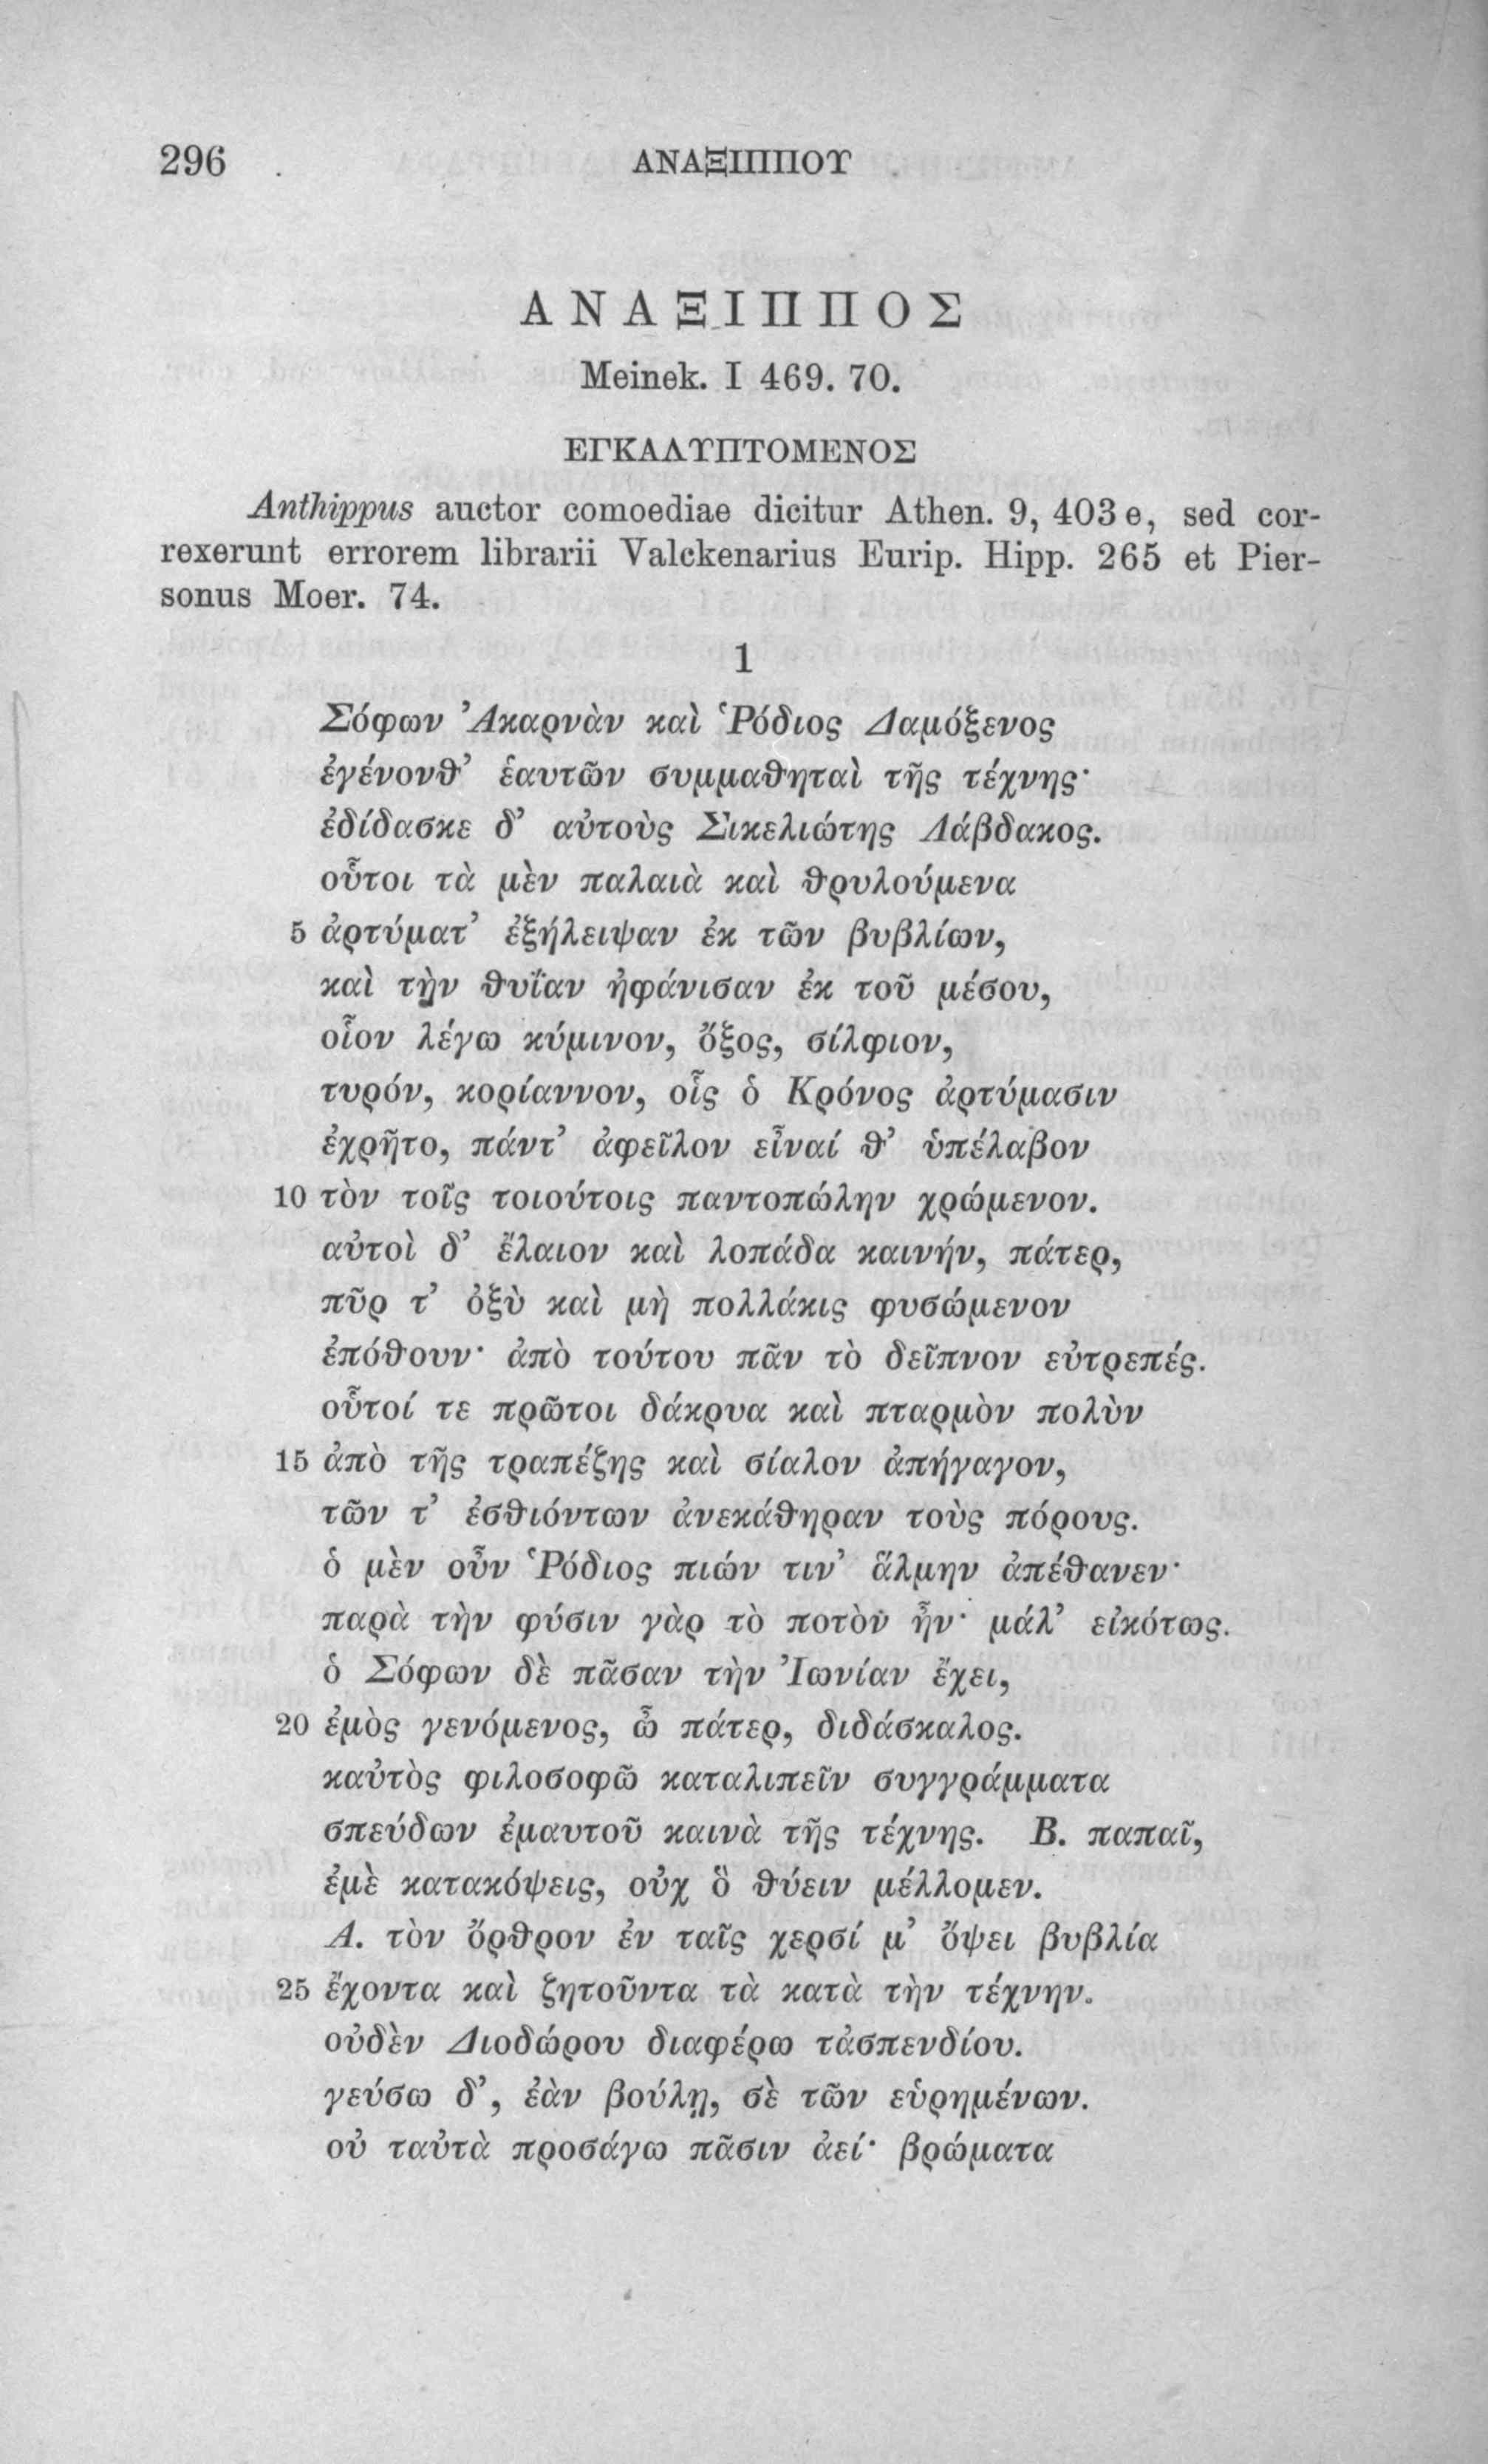 296 ΑΝΑΞΙΠΠΟΥ
ΑΝΑΞΙΠΠΟΣ
Meinek. I 469. 70.
ΕΓΚΑΛΥΠΤΟΜΕΝΟΣ
Anthippus auctor comoediae dicitur Athen. 9, 403 e, sed cor-
rexerunt errorem librarii Valckenarius Eurip. Hipp. 265 et Pier-
sonus Moer. 74.
1
Σόφων Ἀκαρνὰν καὶ Ῥόδιος Δαμόξενος
ἐγένονθ’ ἑαυτῶν συμμαθηταὶ τῆς τέχνης·
ἐδίδασκε δ’ αὐτοὺς Σικελιώτης Λάβδακος.
οὗτοι τὰ μὲν παλαιὰ καὶ θρυλούμενα
5 ἀρτύματ’ ἐξήλειψαν ἐκ τῶν βυβλίων,
καὶ τὴν θυΐαν ἠφάνισαν ἐκ τοῦ μέσου,
οἷον λέγω κύμινον, ὄξος, σίλφιον,
τυρόν, κορίαννον, οἷς ὁ Κρόνος ἀρτύμασιν
ἐχρῆτο, πάντ’ ἀφεῖλον εἶναί θ’ ὑπέλαβον
10 τὸν τοῖς τοιούτοις παντοπώλην χρώμενον.
αὐτοὶ δ’ ἔλαιον καὶ λοπάδα καινήν, πάτερ,
πῦρ τ’ ὀξὺ καὶ μὴ πολλάκις φυσώμενον
ἐπόθουν· ἀπὸ τούτου πᾶν τὸ δεῖπνον εὐτρεπές.
οὗτοί τε πρῶτοι δάκρυα καὶ πταρμὸν πολὺν
15 ἀπὸ τῆς τραπέζης καὶ σίαλον ἀπήγαγον,
τῶν τ’ ἐσθιόντων ἀνεκάθηραν τοὺς πόρους.
ὁ μὲν οὖν Ῥόδιος πιών τιν’ ἅλμην ἀπέθανεν·
παρὰ τὴν φύσιν γὰρ τὸ ποτὸν ἦν· μάλ’ εἰκότως.
ὁ Σόφων δὲ πᾶσαν τὴν Ἰωνίαν ἔχει,
20 ἐμὸς γενόμενος, ὦ πάτερ, διδάσκαλος.
καὐτὸς φιλοσοφῶ καταλιπεῖν συγγράμματα
σπεύδων ἐμαυτοῦ καινὰ τῆς τέχνης. Β. παπαῖ,
ἐμὲ κατακόψεις, οὐχ ὃ θύειν μέλλομεν.
Α. τὸν ὄρθρον ἐν ταῖς χερσί μ’ ὄψει βυβλία
25 ἔχοντα καὶ ζητοῦντα τὰ κατὰ τὴν τέχνην.
οὐδὲν Διοδώρου διαφέρω τἀσπενδίου.
γεύσω δ’, ἐὰν βούλῃ, σὲ τῶν εὑρημένων.
οὐ ταὐτὰ προσάγω πᾶσιν ἀεί· βρώματα